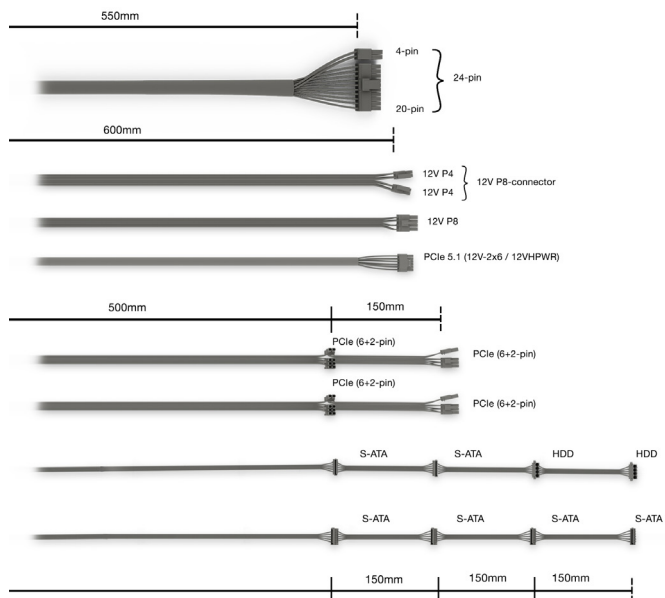 550mm
4-pin
24-pin
20-pin
600mm
12V P4
12V P4
12V P8-connector
12V P8
PCIe 5.1 (12V-2x6 / 12VHPWR)
500mm
150mm
PCIe (6+2-pin)
PCIe (6+2-pin)
PCIe (6+2-pin)
PCIe (6+2-pin)
S-ATA
S-ATA
HDD
HDD
S-ATA
S-ATA
S-ATA
S-ATA
150mm
150mm
150mm